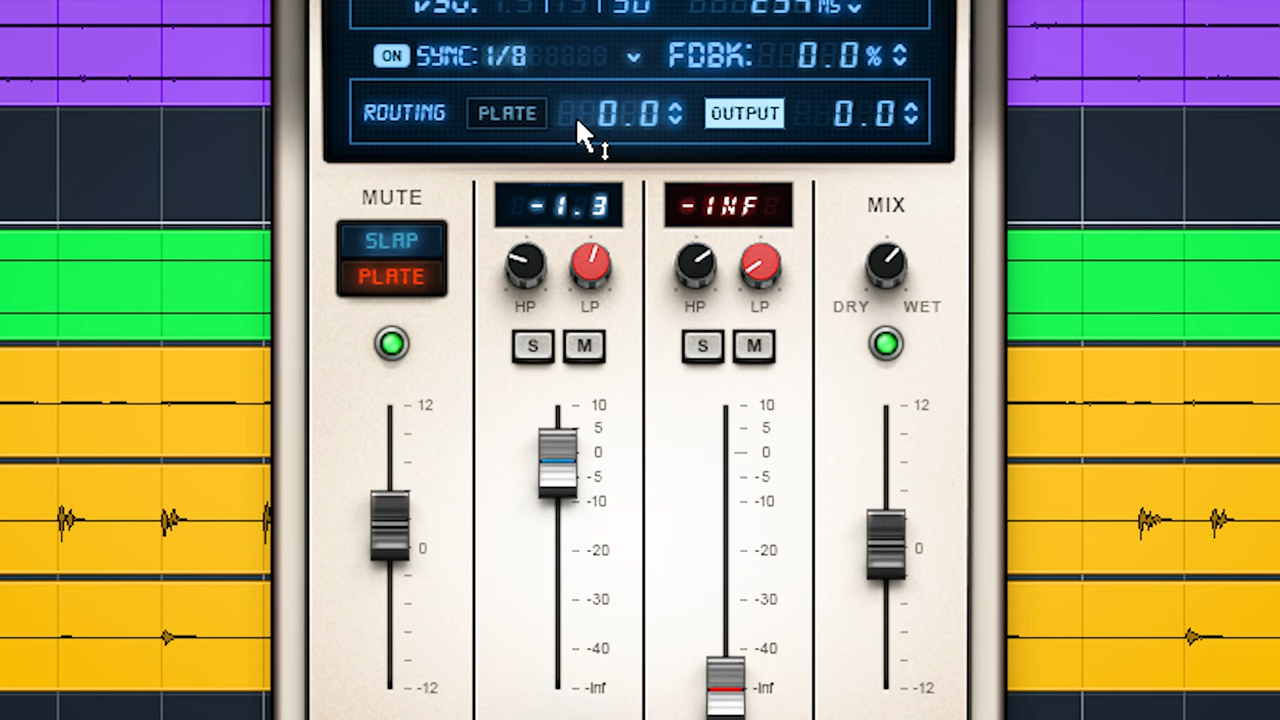 MS
ON SYNC: 1/8 FDBK: 0.0 %
ROUTING PLATE 0.0 OUTPUT 0.0
MUTE -1.3 -INF MIX
SLAP
PLATE
HP LP HP LP DRY WET
S M S M
12 10 10 12
5 5
0 0
-5 -5
-10 -10
0 -20 -20 0
-30 -30
-40 -40
-12 -Inf -Inf -12